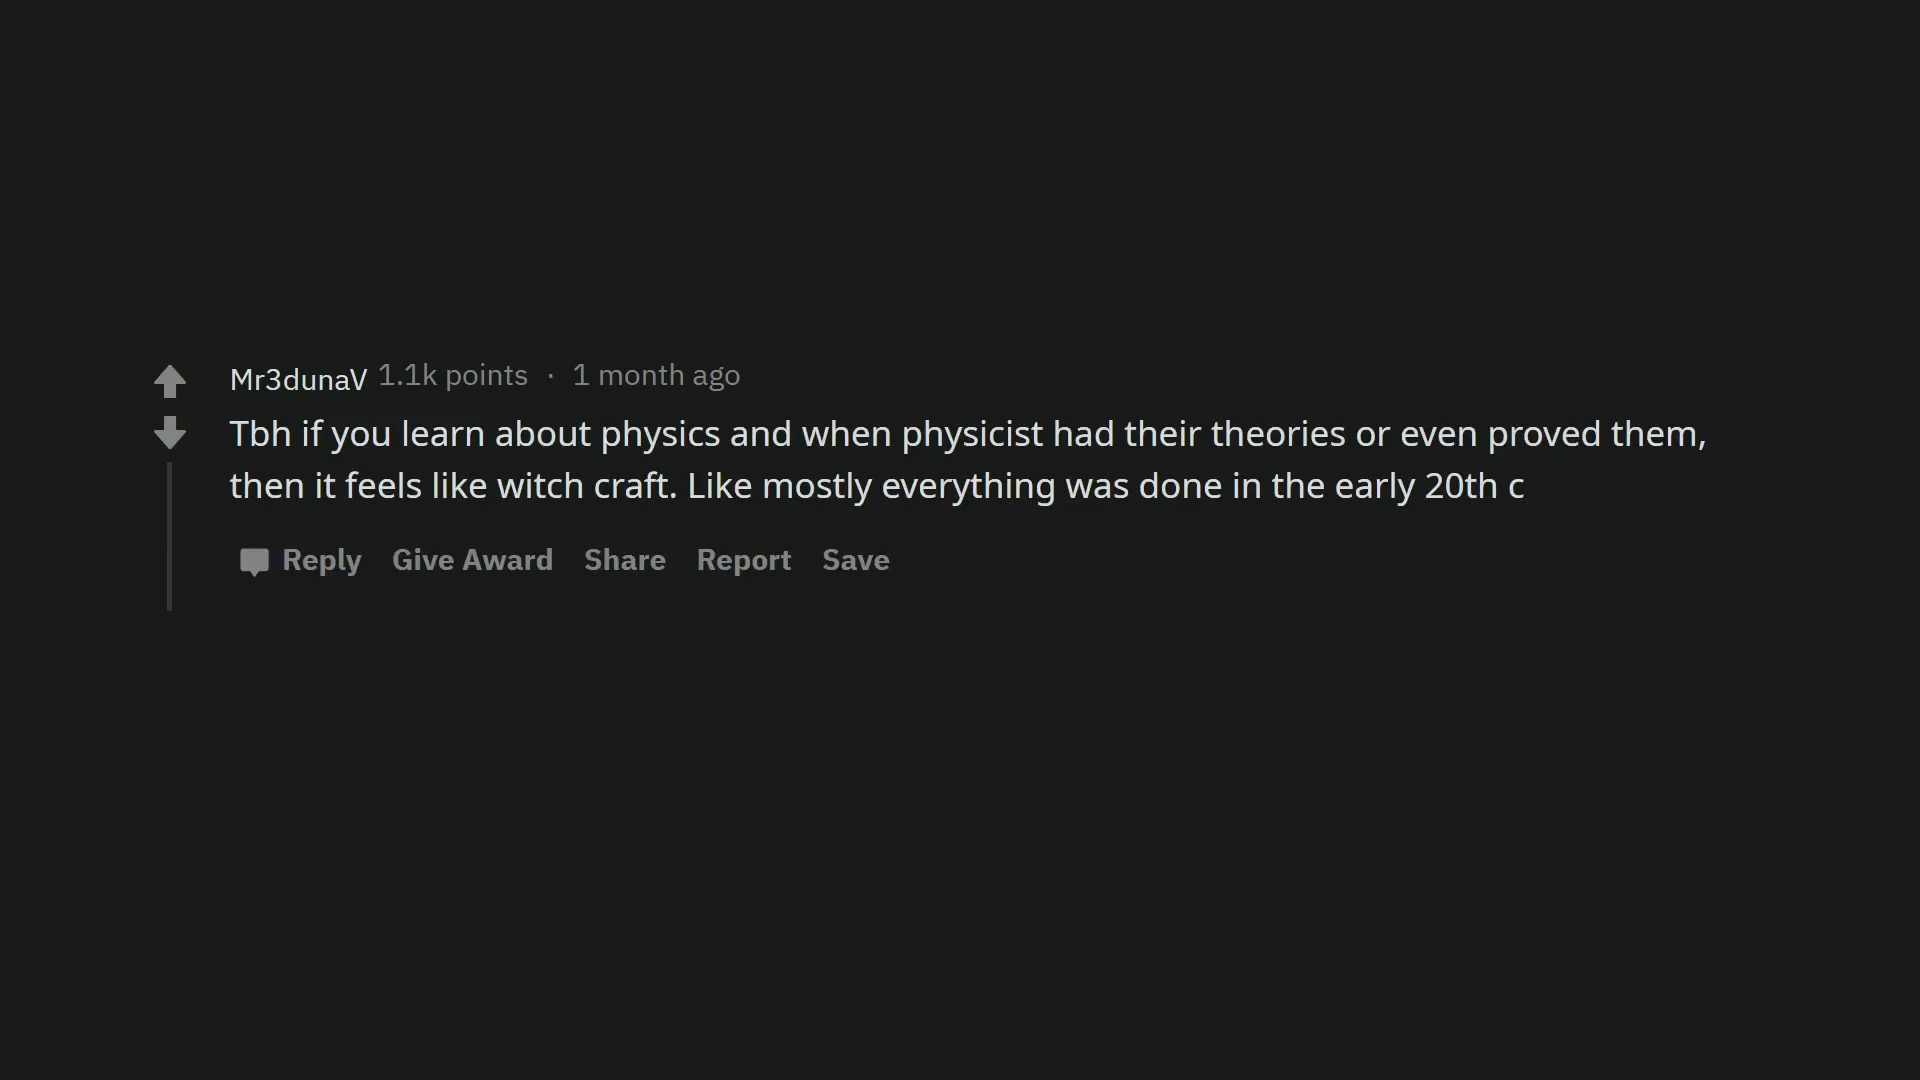 Mr3dunaV 1.1k points · 1 month ago
Tbh if you learn about physics and when physicist had their theories or even proved them,
then it feels like witch craft. Like mostly everything was done in the early 20th c
Reply Give Award Share Report Save